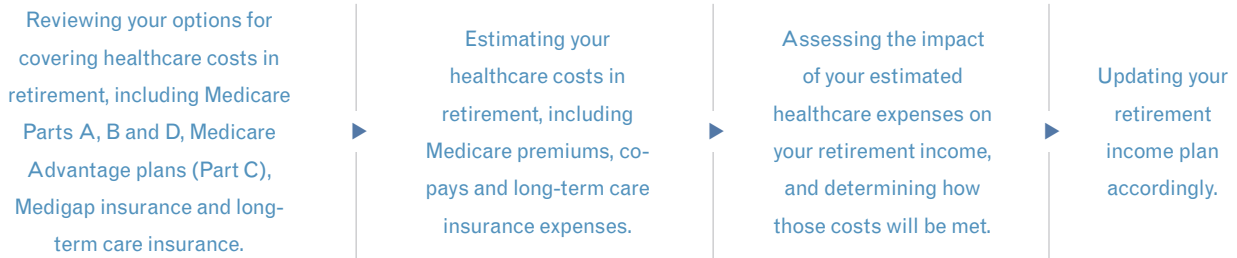 Reviewing your options for
covering healthcare costs in
retirement, including Medicare
Parts A, B and D, Medicare
Advantage plans (Part C),
Medigap insurance and long-
term care insurance.
Estimating your
healthcare costs in
retirement, including
Medicare premiums, co-
pays and long-term care
insurance expenses.
Assessing the impact
of your estimated
healthcare expenses on
your retirement income,
and determining how
those costs will be met.
Updating your
retirement
income plan
accordingly.